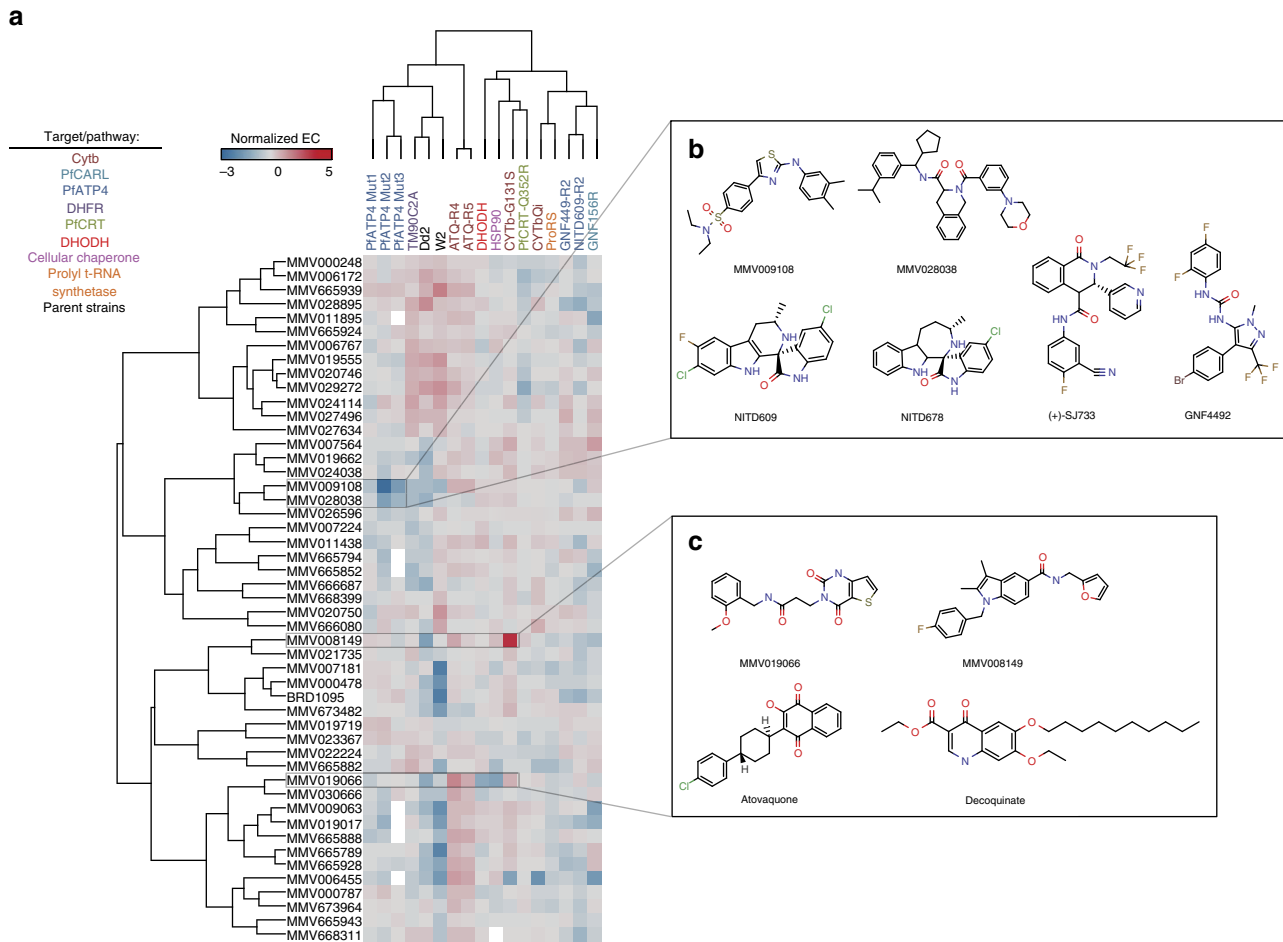 a
Target/pathway:
Cytb
PfCARL
PfATP4
DHFR
PfCRT
DHODH
Cellular chaperone
Prolyl t-RNA
synthetase
Parent strains
Normalized EC
−3
5
PfATP4 Mut1
PfATP4 Mut2
PfATP4 Mut3
TM90C2A
Dd2
W2
ATQ-R4
ATQ-R5
DHODH
HSP90
CYTb-G131S
PfCRT-Q352R
CYTbQi
ProRS
GNF449-R2
NITD609-R2
GNF156R
MMV000248
MMV006172
MMV665939
MMV028895
MMV011895
MMV665924
MMV006767
MMV019555
MMV020746
MMV029272
MMV024114
MMV027496
MMV027634
MMV007564
MMV019662
MMV024038
MMV009108
MMV028038
MMV026596
MMV007224
MMV011438
MMV665794
MMV665852
MMV666687
MMV668399
MMV020750
MMV666080
MMV008149
MMV021735
MMV007181
MMV000478
BRD1095
MMV673482
MMV019719
MMV023367
MMV022224
MMV665882
MMV019066
MMV030666
MMV009063
MMV019017
MMV665888
MMV665789
MMV665928
MMV006455
MMV000787
MMV673964
MMV665943
MMV668311
b
MMV009108
MMV028038
NITD609
NITD678
(+)-SJ733
GNF4492
c
MMV019066
MMV008149
Atovaquone
Decoquinate